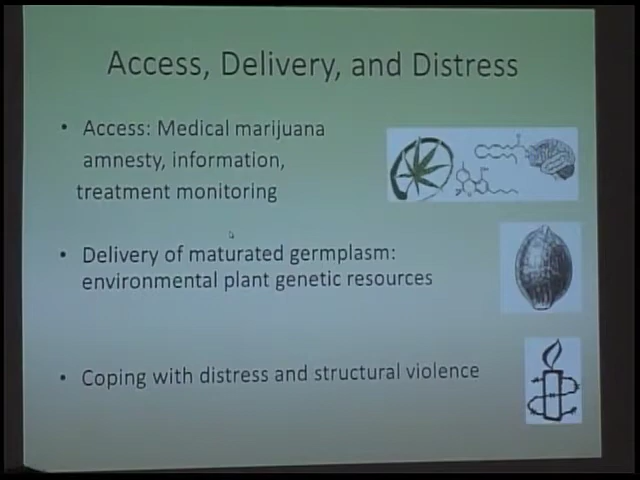 Access, Delivery, and Distress
• Access: Medical marijuana
amnesty, information,
treatment monitoring
• Delivery of maturated germplasm:
environmental plant genetic resources
• Coping with distress and structural violence